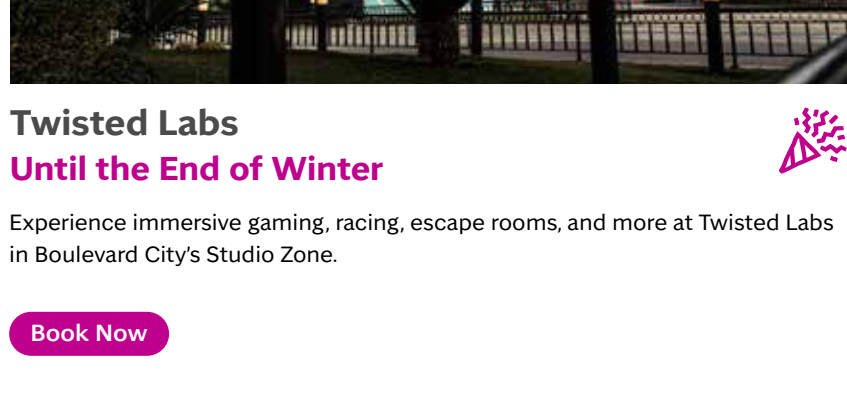 Twisted Labs
Until the End of Winter
Experience immersive gaming, racing, escape rooms, and more at Twisted Labs
in Boulevard City's Studio Zone.
Book Now